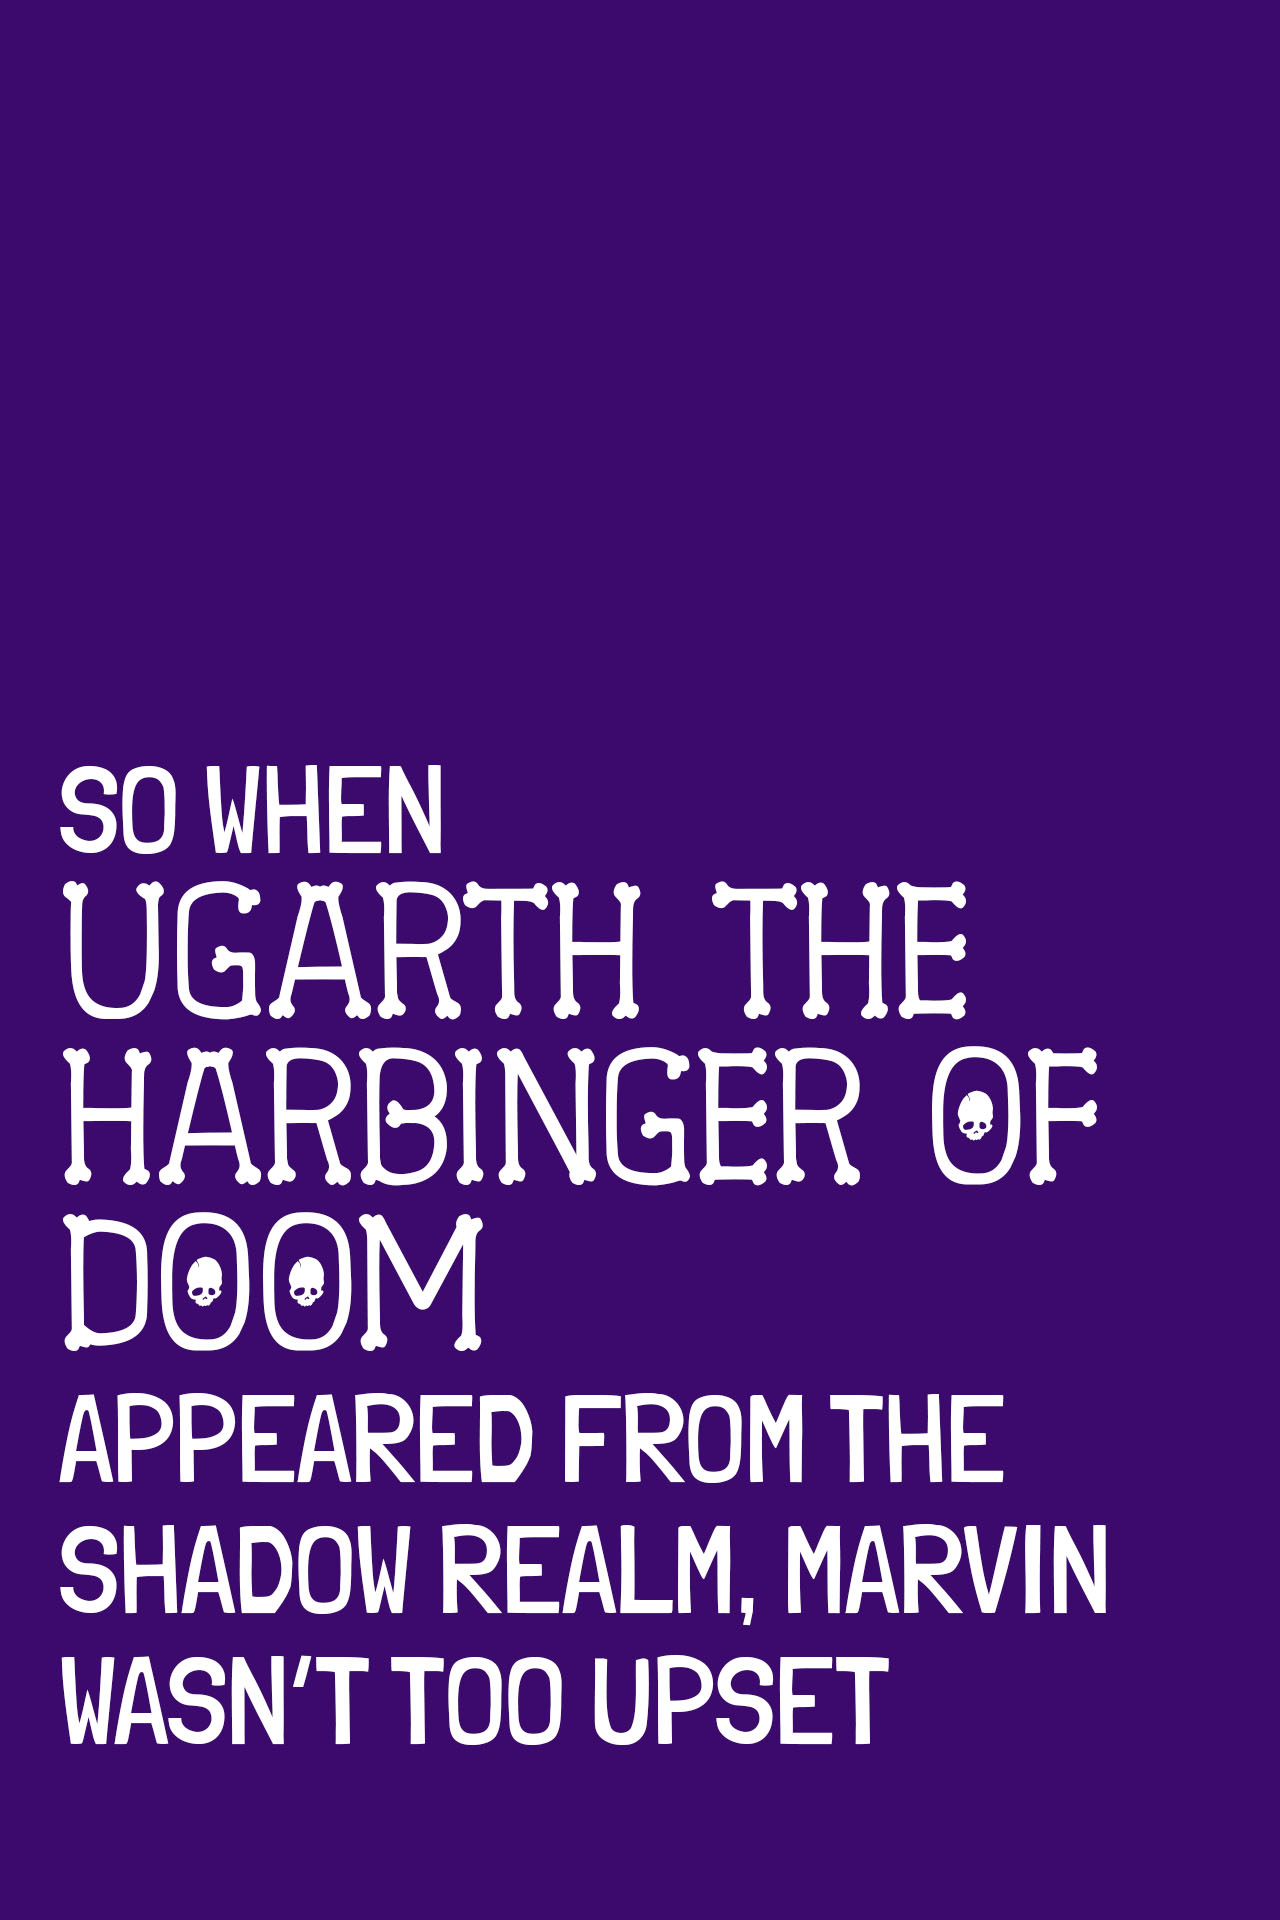 SO WHEN
UGARTH THE
HARBINGER OF
DOOM
APPEARED FROM THE
SHADOW REALM, MARVIN
WASN'T TOO UPSET